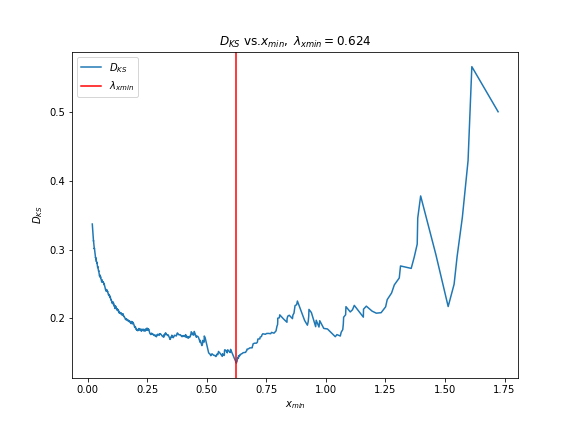 D_KS vs.x_min, λ_xmin = 0.624
D_KS
λ_xmin
0.5
0.4
0.3
0.2
D_KS
0.00 0.25 0.50 0.75 1.00 1.25 1.50 1.75
x_min